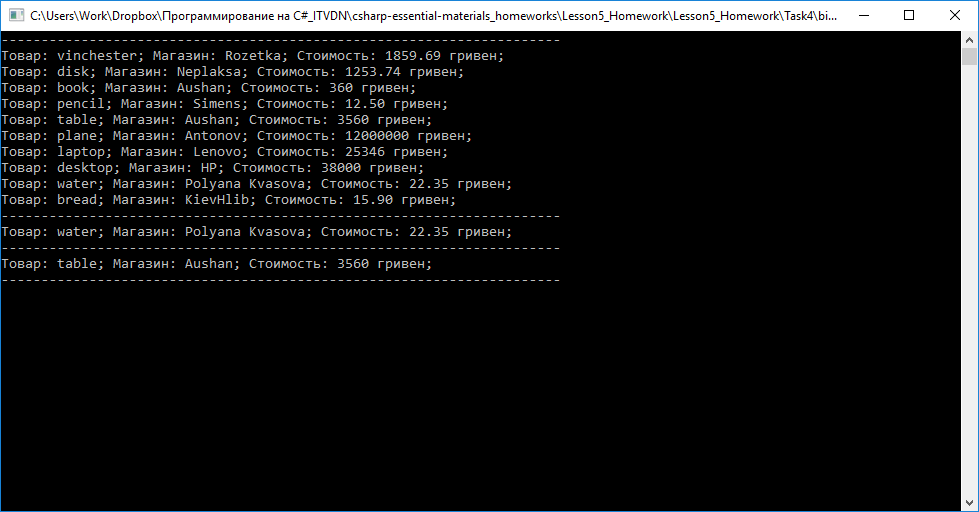 C:\Users\Work\Dropbox\Программирование на C#_ITVDN\csharp-essential-materials_homeworks\Lesson5_Homework\Lesson5_Homework\Task4\bi...
----------------------------------------------------------------------
Товар: vinchester; Магазин: Rozetka; Стоимость: 1859.69 гривен;
Товар: disk; Магазин: Neplaksa; Стоимость: 1253.74 гривен;
Товар: book; Магазин: Aushan; Стоимость: 360 гривен;
Товар: pencil; Магазин: Simens; Стоимость: 12.50 гривен;
Товар: table; Магазин: Aushan; Стоимость: 3560 гривен;
Товар: plane; Магазин: Antonov; Стоимость: 12000000 гривен;
Товар: laptop; Магазин: Lenovo; Стоимость: 25346 гривен;
Товар: desktop; Магазин: HP; Стоимость: 38000 гривен;
Товар: water; Магазин: Polyana Kvasova; Стоимость: 22.35 гривен;
Товар: bread; Магазин: KievHlib; Стоимость: 15.90 гривен;
----------------------------------------------------------------------
Товар: water; Магазин: Polyana Kvasova; Стоимость: 22.35 гривен;
----------------------------------------------------------------------
Товар: table; Магазин: Aushan; Стоимость: 3560 гривен;
----------------------------------------------------------------------